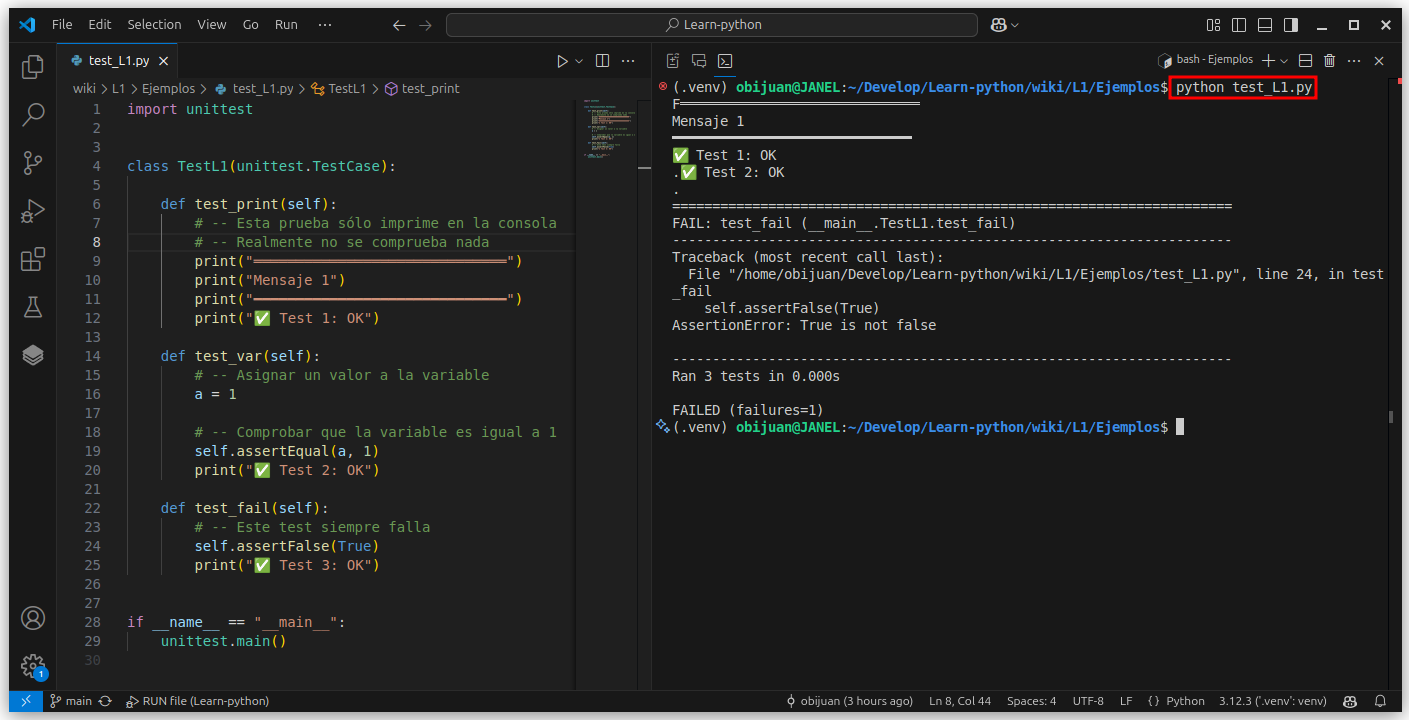 File Edit Selection View Go Run ··· Learn-python
test_L1.py
wiki > L1 > Ejemplos > test_L1.py > TestL1 > test_print
1 import unittest
2
3
4 class TestL1(unittest.TestCase):
5
6 def test_print(self):
7 # -- Esta prueba sólo imprime en la consola
8 # -- Realmente no se comprueba nada
9 print("══════════════════════════════")
10 print("Mensaje 1")
11 print("━━━━━━━━━━━━━━━━━━━━━━━━━━━━━━")
12 print("✅ Test 1: OK")
13
14 def test_var(self):
15 # -- Asignar un valor a la variable
16 a = 1
17
18 # -- Comprobar que la variable es igual a 1
19 self.assertEqual(a, 1)
20 print("✅ Test 2: OK")
21
22 def test_fail(self):
23 # -- Este test siempre falla
24 self.assertFalse(True)
25 print("✅ Test 3: OK")
26
27
28 if __name__ == "__main__":
29 unittest.main()
30
bash - Ejemplos
(.venv) obijuan@JANEL:~/Develop/Learn-python/wiki/L1/Ejemplos$ python test_L1.py
F══════════════════════════════
Mensaje 1
━━━━━━━━━━━━━━━━━━━━━━━━━━━━━━
✅ Test 1: OK
.✅ Test 2: OK
.
======================================================================
FAIL: test_fail (__main__.TestL1.test_fail)
----------------------------------------------------------------------
Traceback (most recent call last):
File "/home/obijuan/Develop/Learn-python/wiki/L1/Ejemplos/test_L1.py", line 24, in test
_fail
self.assertFalse(True)
AssertionError: True is not false
----------------------------------------------------------------------
Ran 3 tests in 0.000s
FAILED (failures=1)
(.venv) obijuan@JANEL:~/Develop/Learn-python/wiki/L1/Ejemplos$
1
main RUN file (Learn-python) obijuan (3 hours ago) Ln 8, Col 44 Spaces: 4 UTF-8 LF {} Python 3.12.3 ('.venv': venv)